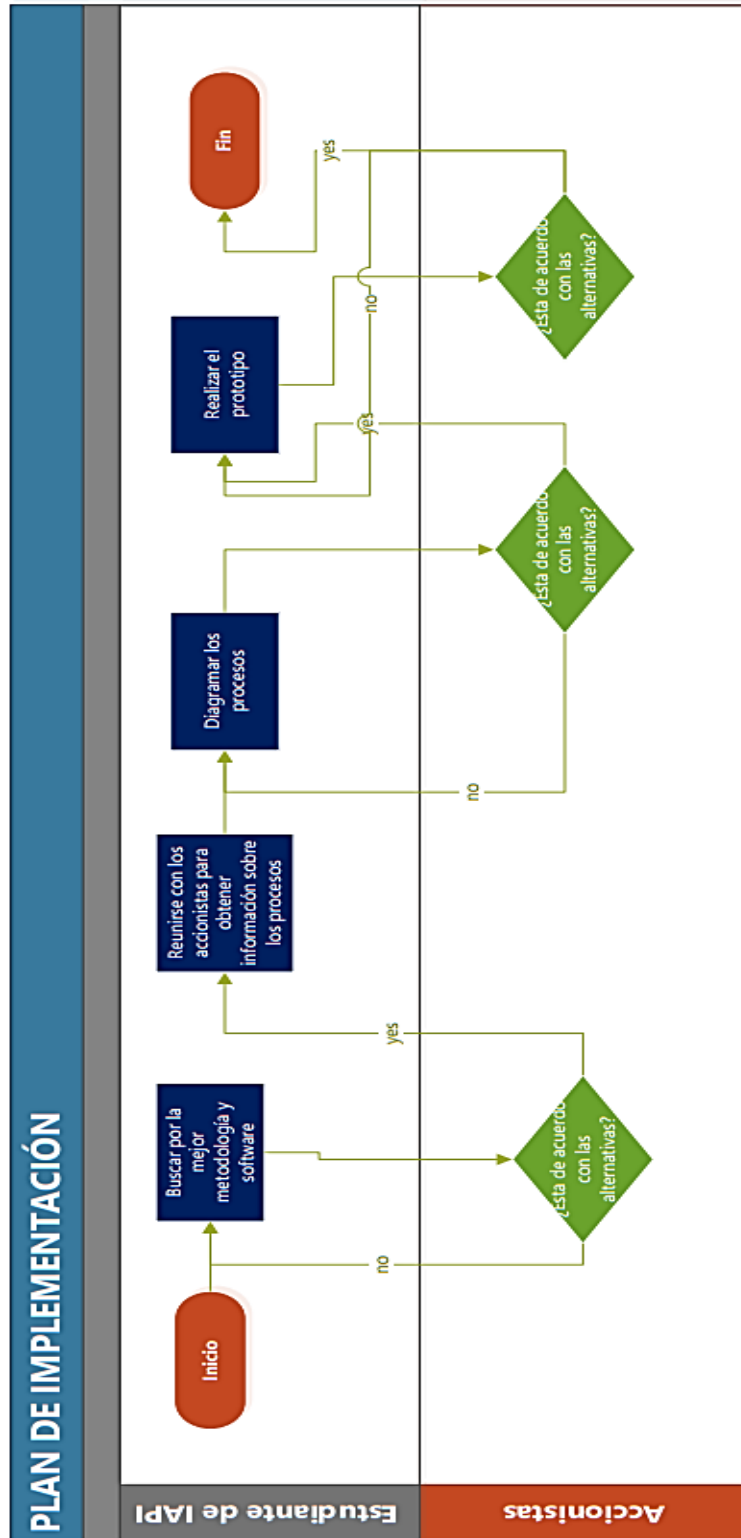 PLAN DE IMPLEMENTACIÓN
Estudiante de IAPI
Inicio
Buscar por la
mejor
metodología y
software
Reunirse con los
accionistas para
obtener
información sobre
los procesos
Diagramar los
procesos
Realizar el
prototipo
Fin
no
yes
no
yes
no
yes
Accionistas
¿Esta de acuerdo
con las
alternativas?
¿Esta de acuerdo
con las
alternativas?
¿Esta de acuerdo
con las
alternativas?